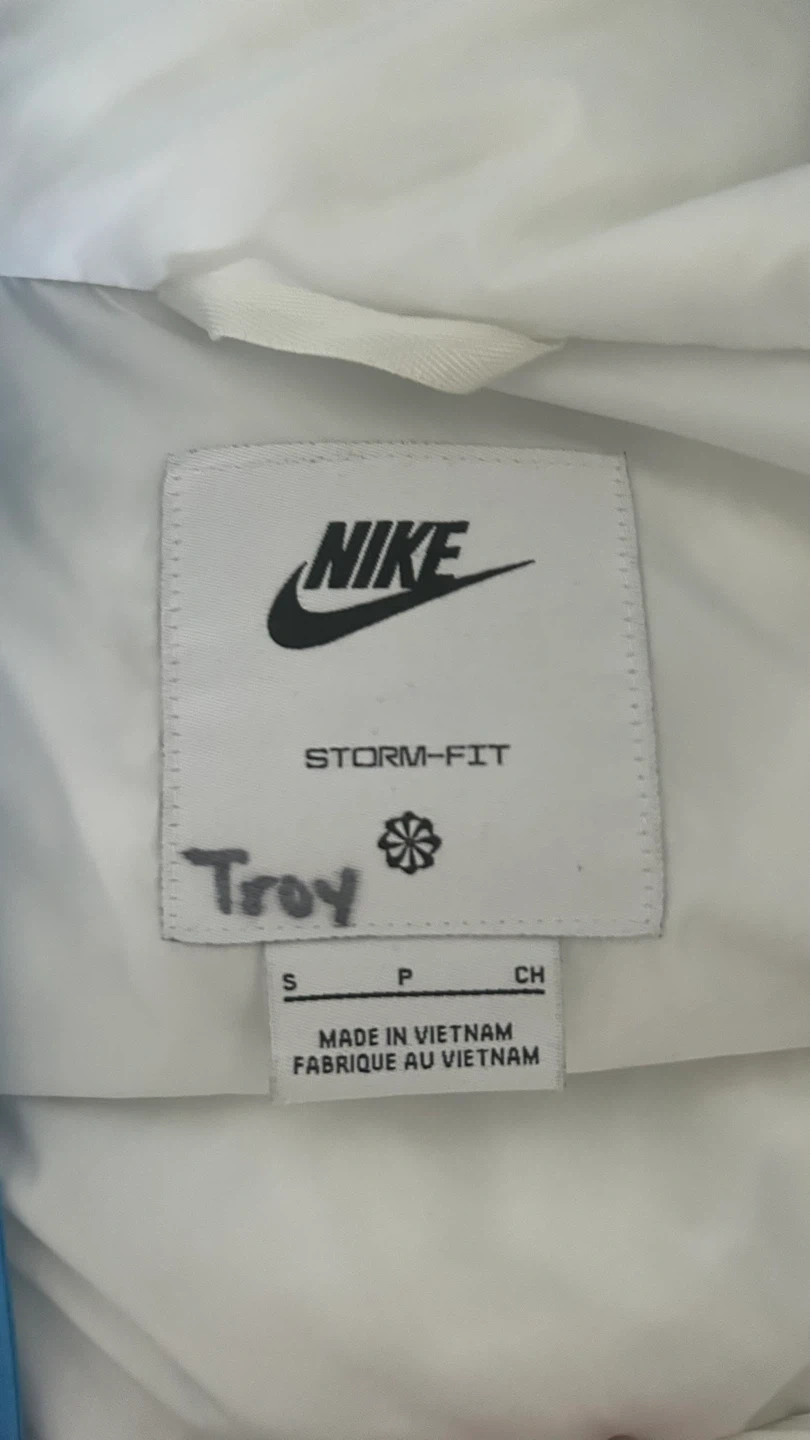 NIKE
STORM-FIT
Troy
S P CH
MADE IN VIETNAM
FABRIQUE AU VIETNAM